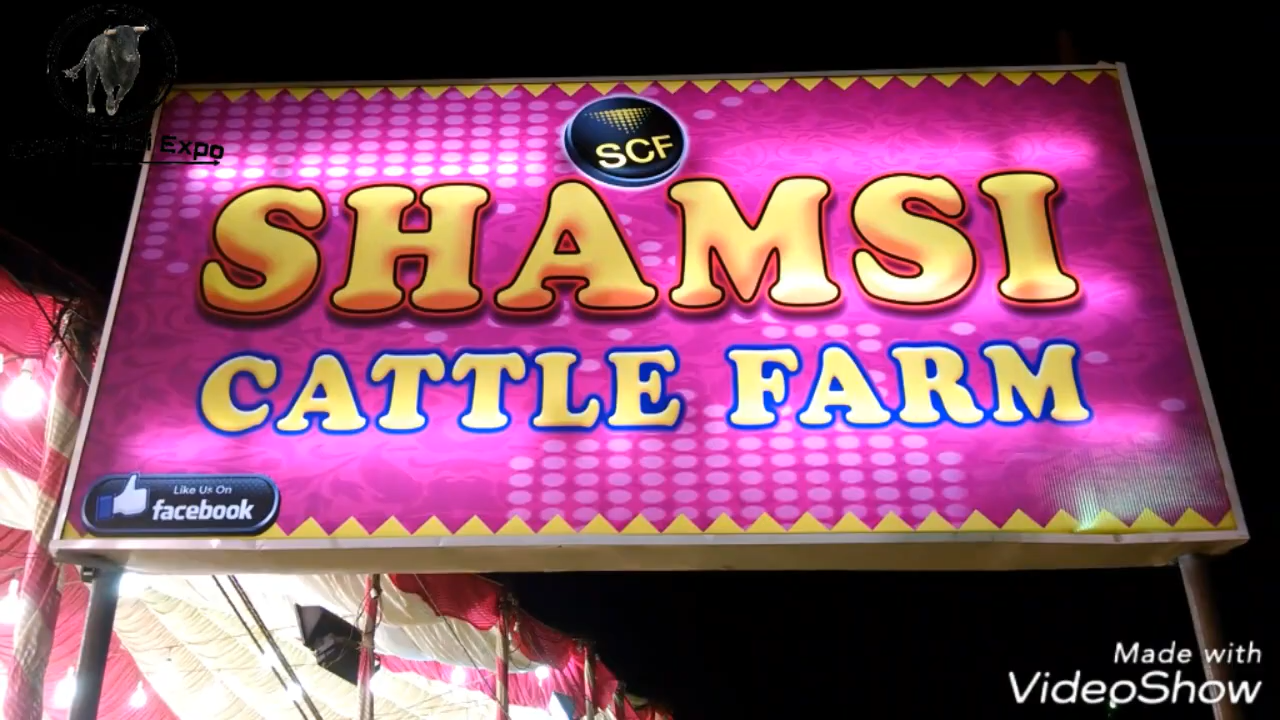 Expo
SCF
SHAMSI
CATTLE FARM
Like Us On
facebook
Made with
VideoShow